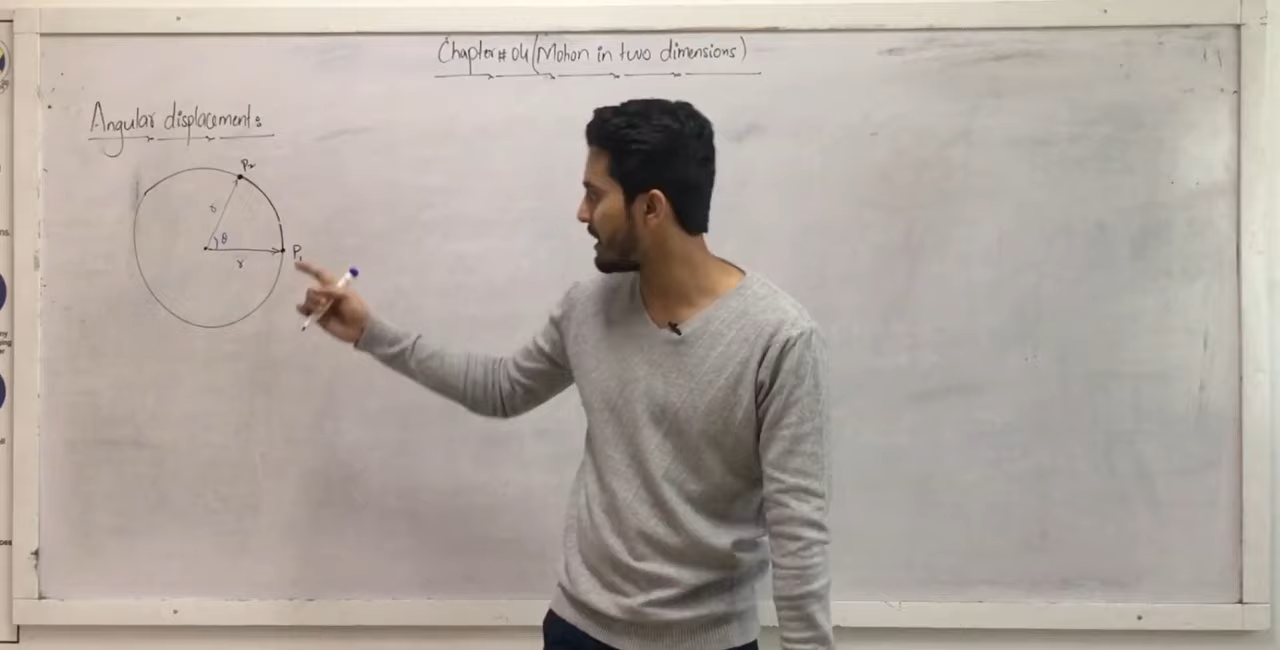 Chapter # 04 (Motion in two dimensions)
Angular displacement:
P₂
r
θ
P₁
r